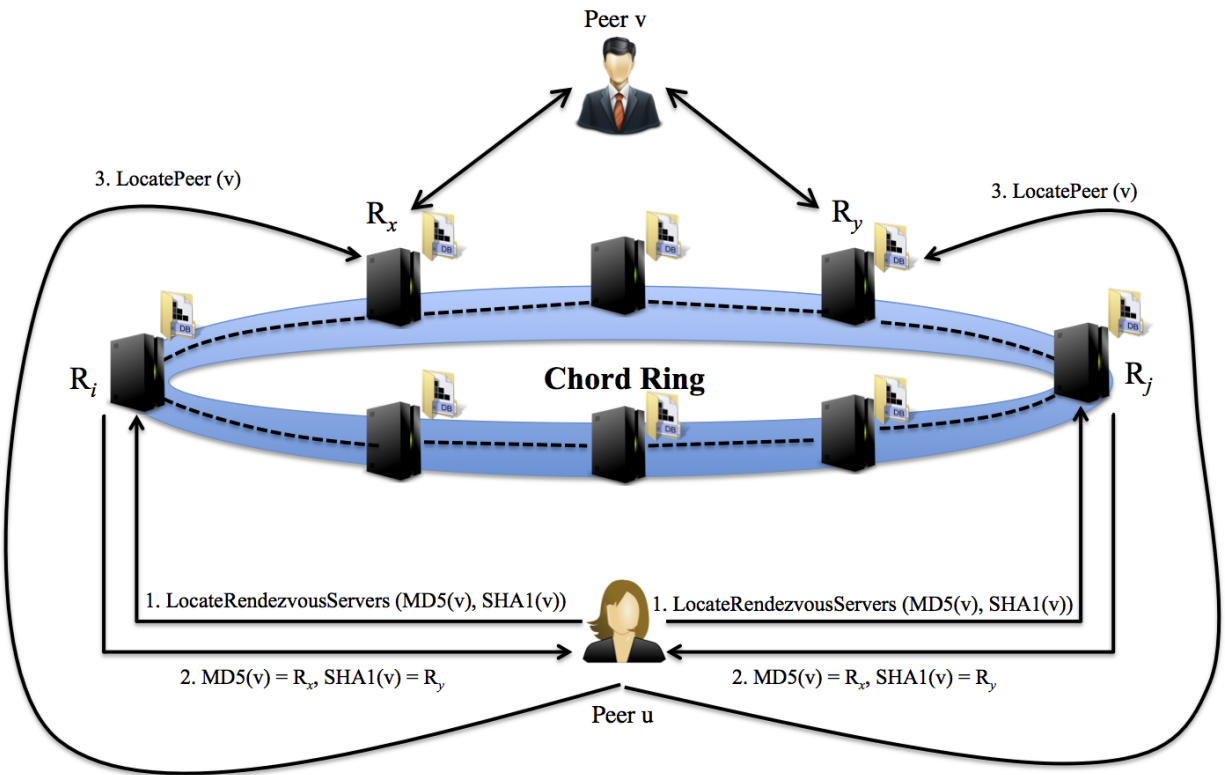 Peer v
3. LocatePeer (v)
3. LocatePeer (v)
Rx
Ry
DB
DB
DB
DB
DB
Ri
Chord Ring
Rj
DB
DB
DB
1. LocateRendezvousServers (MD5(v), SHA1(v))
1. LocateRendezvousServers (MD5(v), SHA1(v))
2. MD5(v) = Rx, SHA1(v) = Ry
2. MD5(v) = Rx, SHA1(v) = Ry
Peer u